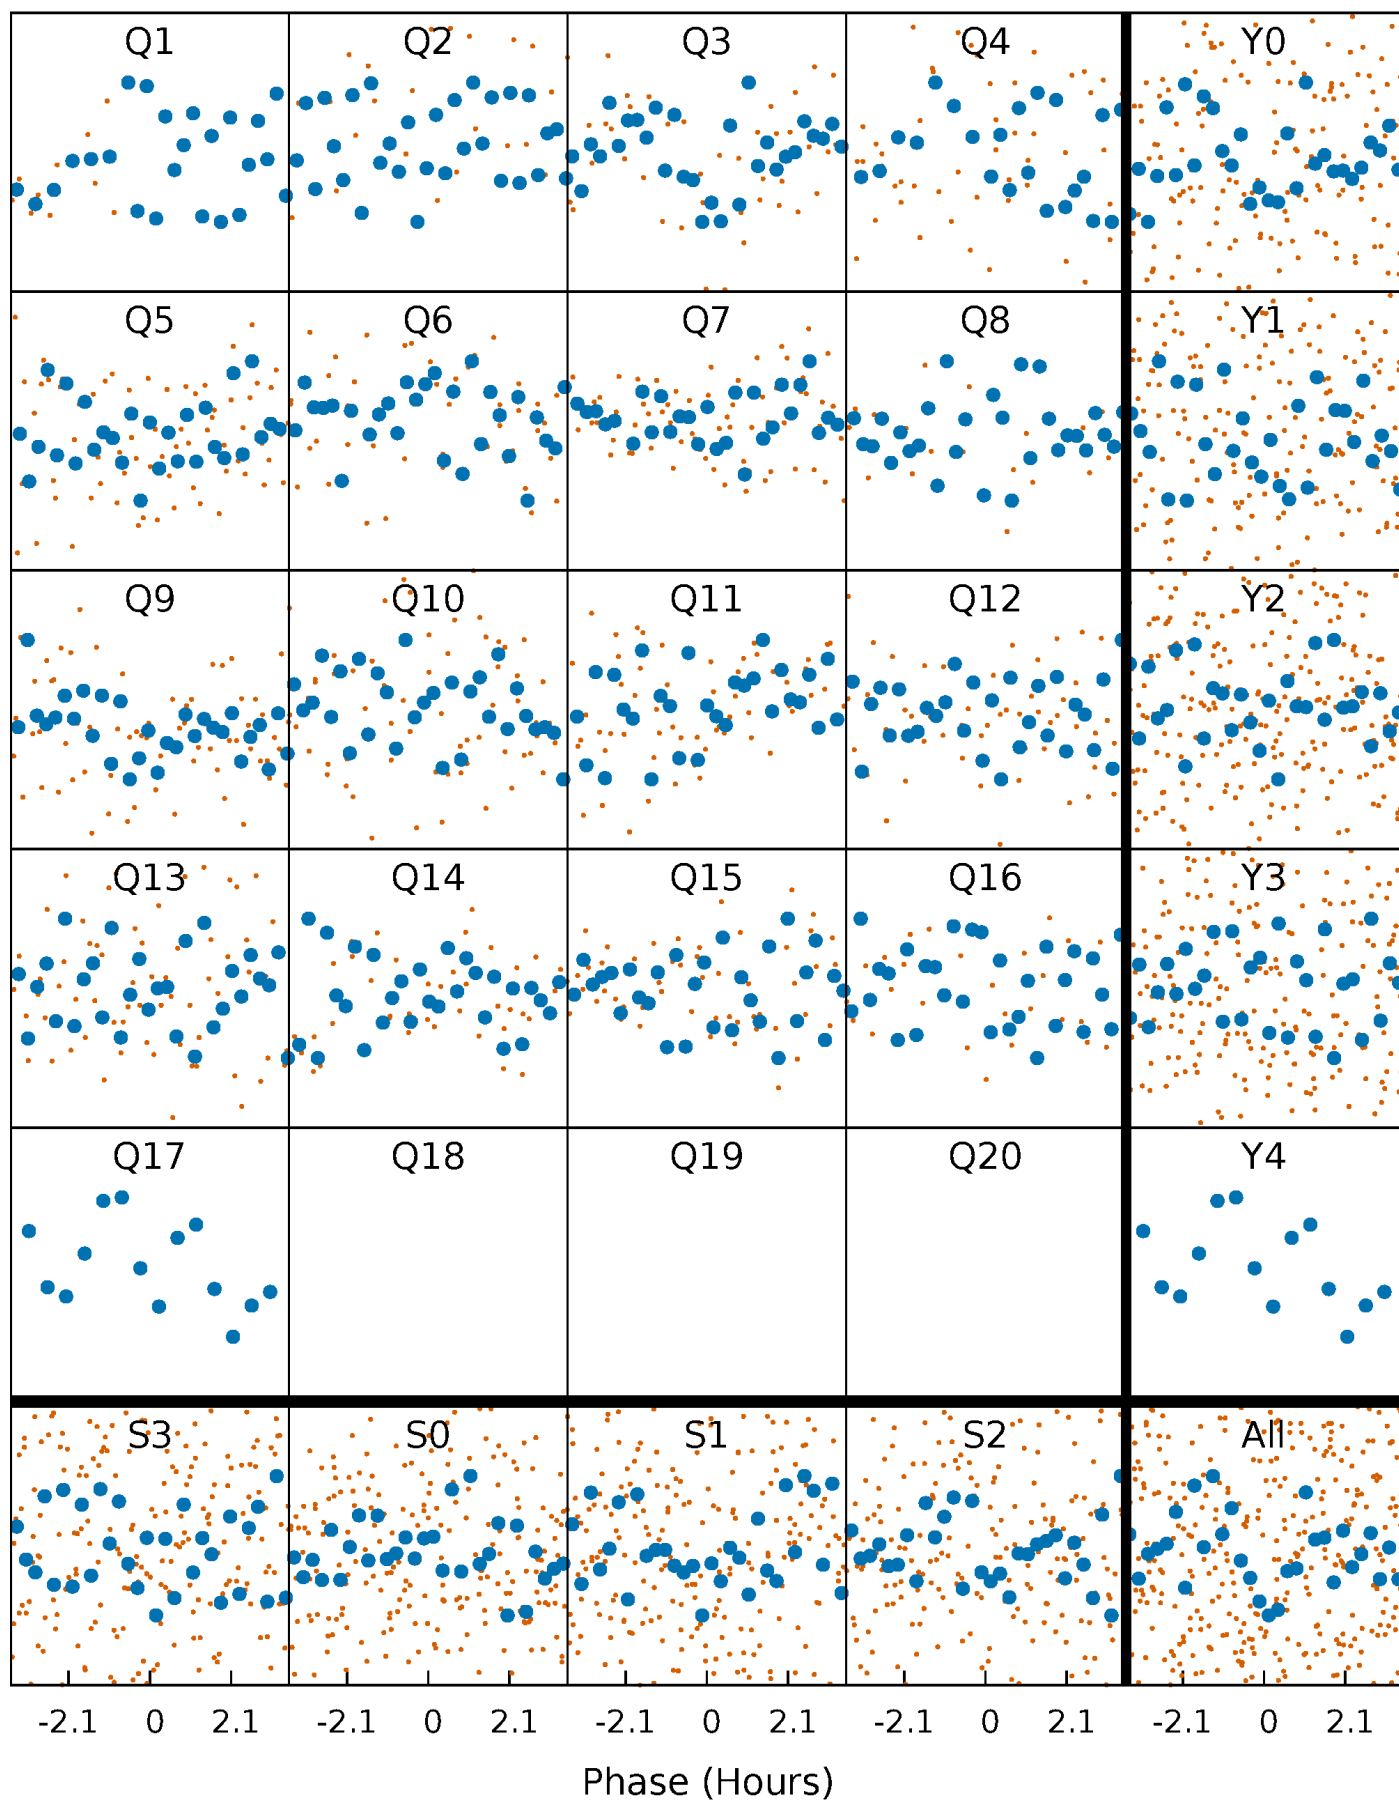 Q1 Q2 Q3 Q4 Y0
Q5 Q6 Q7 Q8 Y1
Q9 Q10 Q11 Q12 Y2
Q13 Q14 Q15 Q16 Y3
Q17 Q18 Q19 Q20 Y4
S3 S0 S1 S2 All
-2.1 0 2.1 -2.1 0 2.1 -2.1 0 2.1 -2.1 0 2.1 -2.1 0 2.1
Phase (Hours)